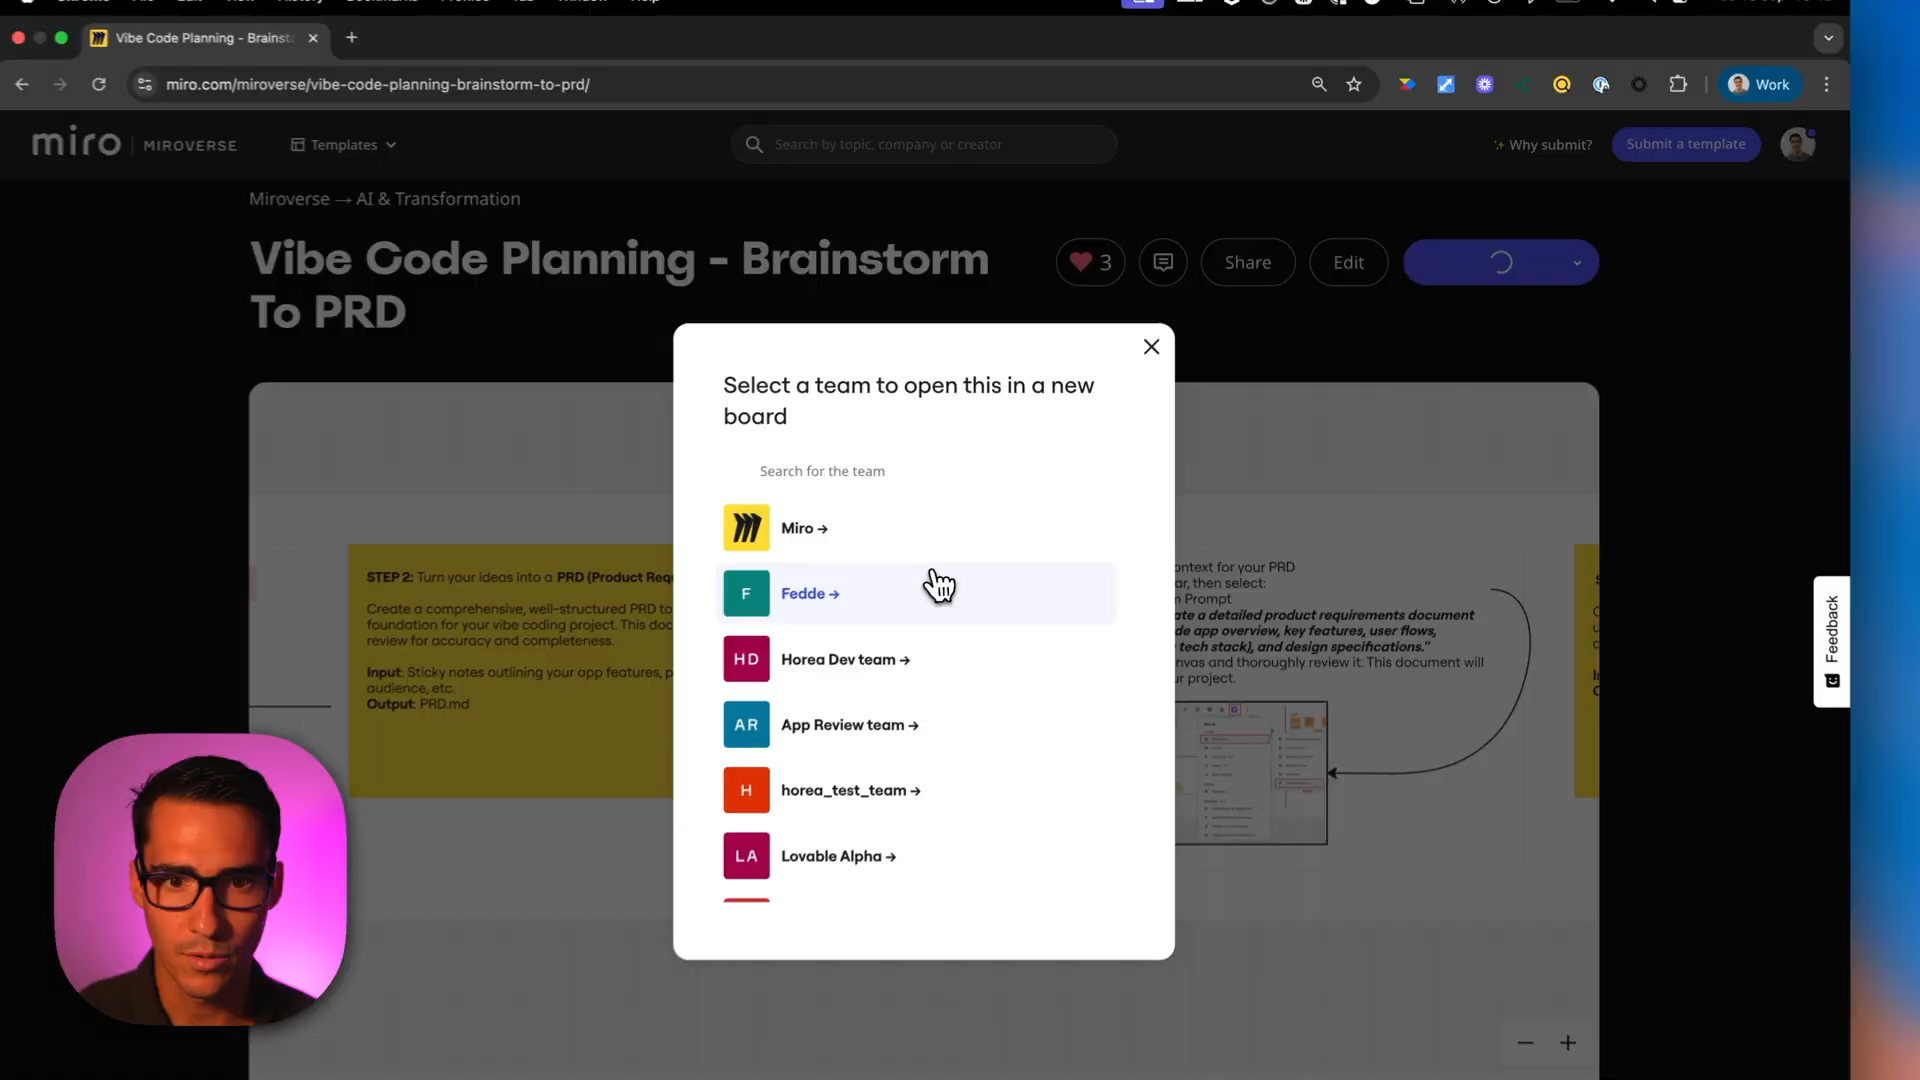 Vibe Code Planning - Brainst
miro.com/miroverse/vibe-code-planning-brainstorm-to-prd/
Work
miro | MIROVERSE
Templates
Search by topic, company or creator
Why submit?
Submit a template
Miroverse → AI & Transformation
Vibe Code Planning - Brainstorm
To PRD
3
Share
Edit
Select a team to open this in a new
board
Search for the team
Miro →
F
Fedde →
HD
Horea Dev team →
AR
App Review team →
H
horea_test_team →
LA
Lovable Alpha →
STEP 2: Turn your ideas into a PRD (Product Req
Create a comprehensive, well-structured PRD to
foundation for your vibe coding project. This doc
review for accuracy and completeness.
Input: Sticky notes outlining your app features, p
audience, etc.
Output: PRD.md
ontext for your PRD
ar, then select:
n Prompt
ate a detailed product requirements document
de app overview, key features, user flows,
tech stack), and design specifications."
nvas and thoroughly review it. This document will
ur project.
Feedback